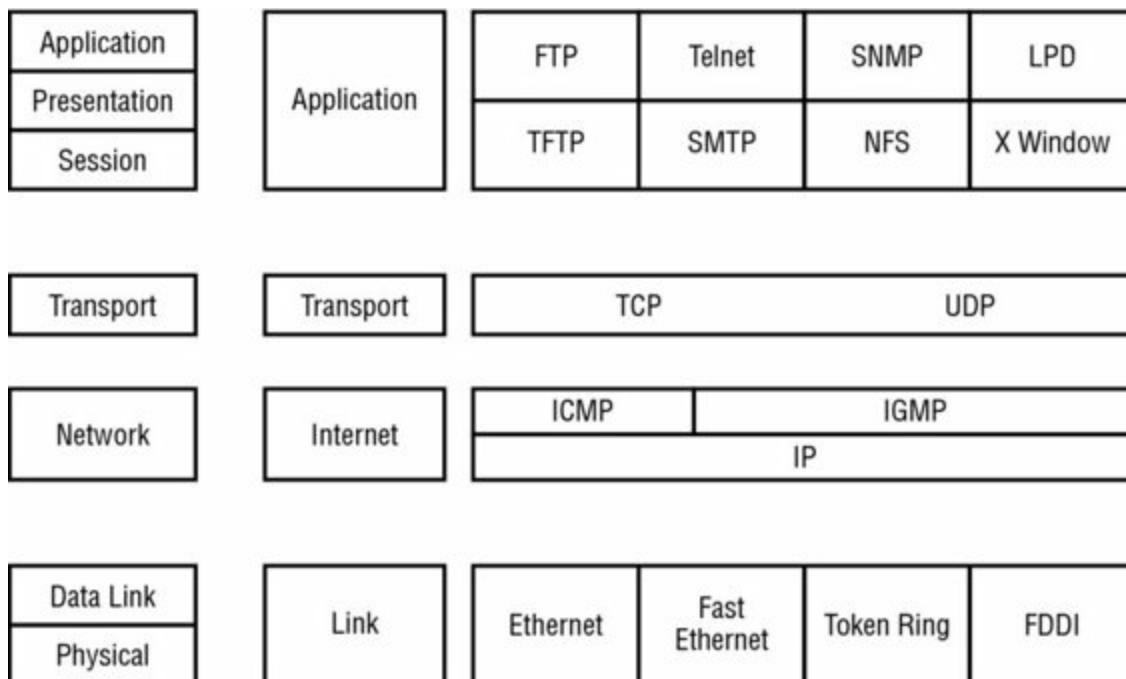 Application
Presentation
Session
Application
FTP Telnet SNMP LPD
TFTP SMTP NFS X Window
Transport
Transport
TCP UDP
Network
Internet
ICMP IGMP
IP
Data Link
Physical
Link
Ethernet
Fast
Ethernet
Token Ring
FDDI